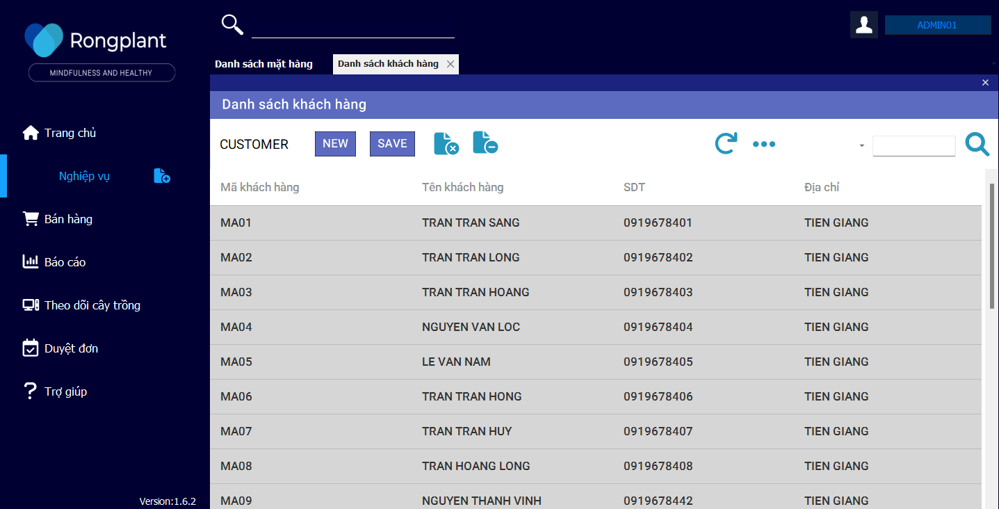 Rongplant
MINDFULNESS AND HEALTHY
Trang chủ
Nghiệp vụ
Bán hàng
Báo cáo
Theo dõi cây trồng
Duyệt đơn
Trợ giúp
Version:1.6.2
ADMIN01
Danh sách mặt hàng Danh sách khách hàng
Danh sách khách hàng
CUSTOMER NEW SAVE
Mã khách hàng Tên khách hàng SDT Địa chỉ
MA01 TRAN TRAN SANG 0919678401 TIEN GIANG
MA02 TRAN TRAN LONG 0919678402 TIEN GIANG
MA03 TRAN TRAN HOANG 0919678403 TIEN GIANG
MA04 NGUYEN VAN LOC 0919678404 TIEN GIANG
MA05 LE VAN NAM 0919678405 TIEN GIANG
MA06 TRAN TRAN HONG 0919678406 TIEN GIANG
MA07 TRAN TRAN HUY 0919678407 TIEN GIANG
MA08 TRAN HOANG LONG 0919678408 TIEN GIANG
MA09 NGUYEN THANH VINH 0919678442 TIEN GIANG